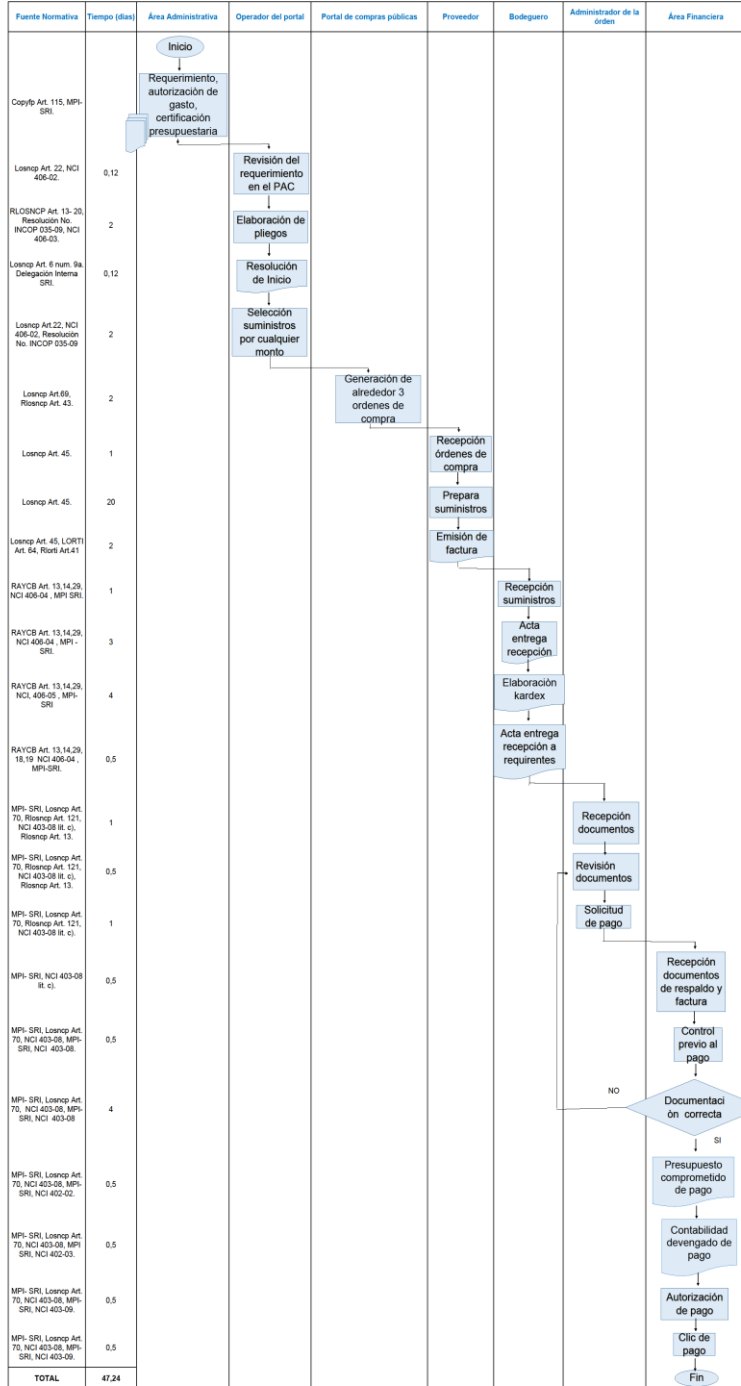 Fuente Normativa
Tiempo (días)
Área Administrativa
Operador del portal
Portal de compras públicas
Proveedor
Bodeguero
Administrador de la
órden
Área Financiera
Inicio
Copyfp Art. 115, MPI-
SRI.
Requerimiento,
autorización de
gasto,
certificación
presupuestaria
Losncp Art. 22, NCI
406-02.
0,12
Revisión del
requerimiento
en el PAC
RLOSNCP Art. 13- 20,
Resolución No.
INCOP 035-09, NCI
406-03.
2
Elaboración de
pliegos
Losncp Art. 6 num. 9a.
Delegación Interna
SRI.
0,12
Resolución
de Inicio
Losncp Art.22, NCI
406-02, Resolución
No. INCOP 035-09
2
Selección
suministros
por cualquier
monto
Losncp Art.69,
Rlosncp Art. 43.
2
Generación de
alrededor 3
ordenes de
compra
Losncp Art. 45.
1
Recepción
órdenes de
compra
Losncp Art. 45.
20
Prepara
suministros
Losncp Art. 45, LORTI
Art. 64, Rlorti Art.41
2
Emisión de
factura
RAYCB Art. 13,14,29,
NCI 406-04 , MPI SRI.
1
Recepción
suministros
RAYCB Art. 13,14,29,
NCI 406-04 , MPI -
SRI.
3
Acta
entrega
recepción
RAYCB Art. 13,14,29,
NCI, 406-05 , MPI-
SRI
4
Elaboración
kardex
RAYCB Art. 13,14,29,
18,19 NCI 406-04 ,
MPI-SRI.
0,5
Acta entrega
recepción a
requirentes
MPI- SRI, Losncp Art.
70, Rlosncp Art. 121,
NCI 403-08 lit. c),
Rlosncp Art. 13.
1
Recepción
documentos
MPI- SRI, Losncp Art.
70, Rlosncp Art. 121,
NCI 403-08 lit. c),
Rlosncp Art. 13.
0,5
Revisión
documentos
MPI- SRI, Losncp Art.
70, Rlosncp Art. 121,
NCI 403-08 lit. c).
1
Solicitud
de pago
MPI- SRI, NCI 403-08
lit. c).
0,5
Recepción
documentos
de respaldo y
factura
MPI- SRI, Losncp Art.
70, NCI 403-08, MPI-
SRI, NCI 403-08.
0,5
Control
previo al
pago
MPI- SRI, Losncp Art.
70, NCI 403-08, MPI-
SRI, NCI 403-08
4
NO
Documentaci
òn correcta
SI
MPI- SRI, Losncp Art.
70, NCI 403-08, MPI-
SRI, NCI 402-02.
0,5
Presupuesto
comprometido
de pago
MPI- SRI, Losncp Art.
70, NCI 403-08, MPI
SRI, NCI 402-03.
0,5
Contabilidad
devengado de
pago
MPI- SRI, Losncp Art.
70, NCI 403-08, MPI-
SRI, NCI 403-09.
0,5
Autorización
de pago
MPI- SRI, Losncp Art.
70, NCI 403-08, MPI-
SRI, NCI 403-09.
0,5
Clic de
pago
TOTAL
47,24
Fin